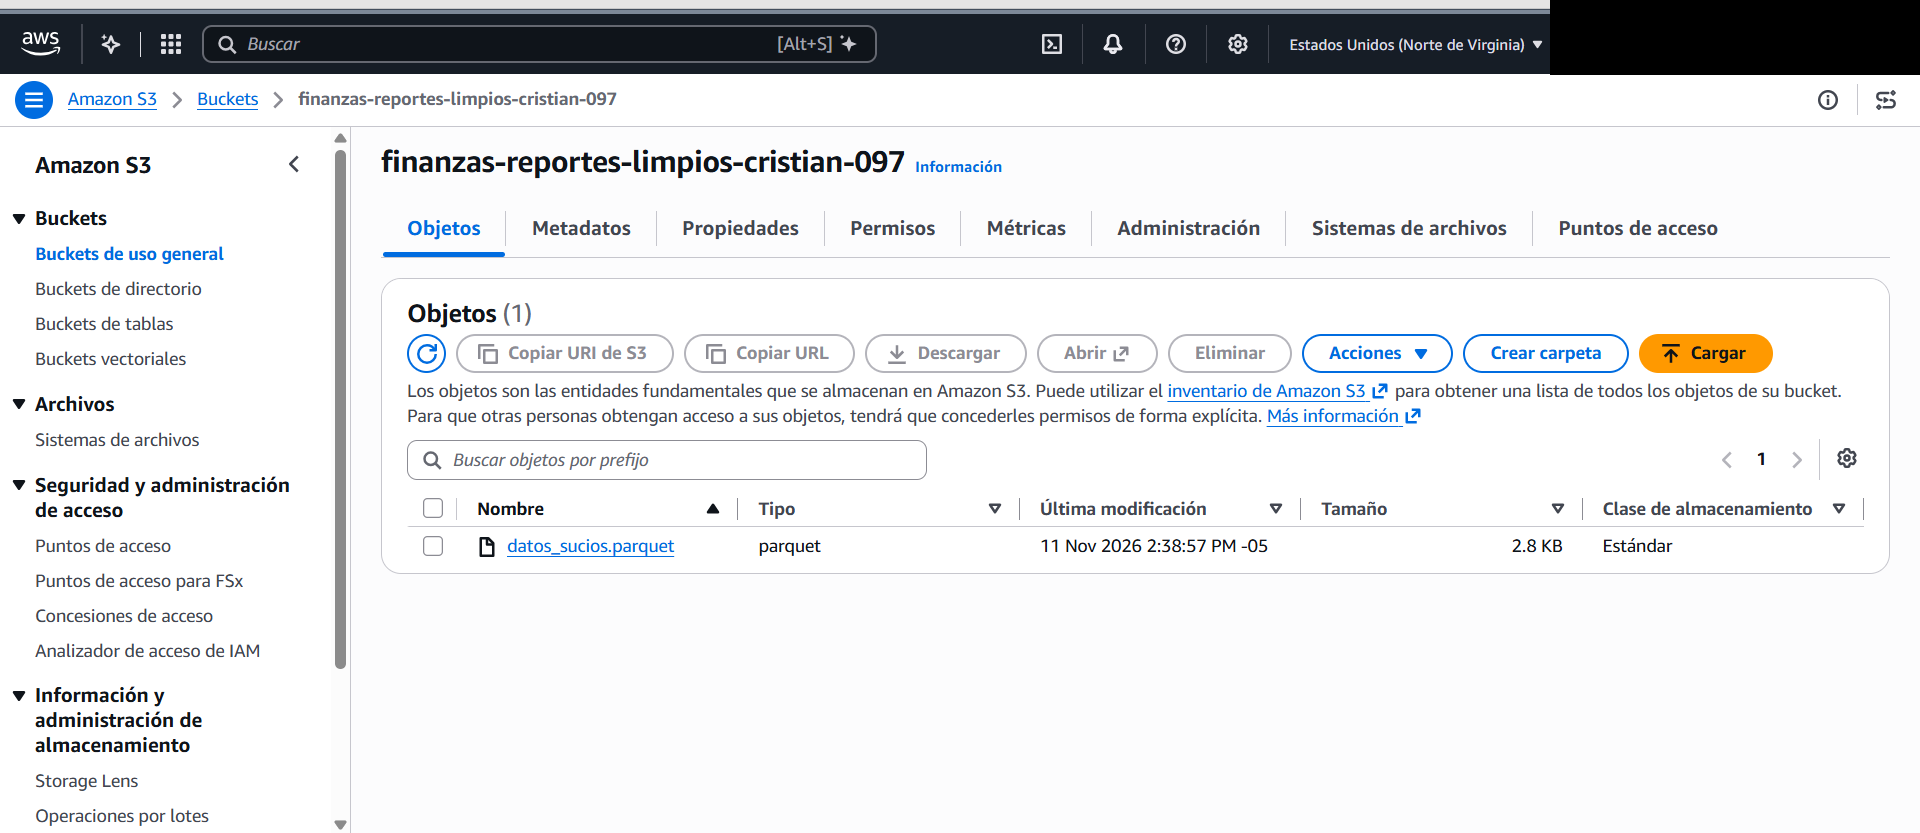 aws
Buscar [Alt+S]
Estados Unidos (Norte de Virginia)
Amazon S3 Buckets finanzas-reportes-limpios-cristian-097
Amazon S3
Buckets
Buckets de uso general
Buckets de directorio
Buckets de tablas
Buckets vectoriales
Archivos
Sistemas de archivos
Seguridad y administración
de acceso
Puntos de acceso
Puntos de acceso para FSx
Concesiones de acceso
Analizador de acceso de IAM
Información y
administración de
almacenamiento
Storage Lens
Operaciones por lotes
finanzas-reportes-limpios-cristian-097 Información
Objetos Metadatos Propiedades Permisos Métricas Administración Sistemas de archivos Puntos de acceso
Objetos (1)
Copiar URI de S3 Copiar URL Descargar Abrir Eliminar Acciones Crear carpeta Cargar
Los objetos son las entidades fundamentales que se almacenan en Amazon S3. Puede utilizar el inventario de Amazon S3 para obtener una lista de todos los objetos de su bucket.
Para que otras personas obtengan acceso a sus objetos, tendrá que concederles permisos de forma explícita. Más información
Buscar objetos por prefijo
1
Nombre Tipo Última modificación Tamaño Clase de almacenamiento
datos_sucios.parquet parquet 11 Nov 2026 2:38:57 PM -05 2.8 KB Estándar